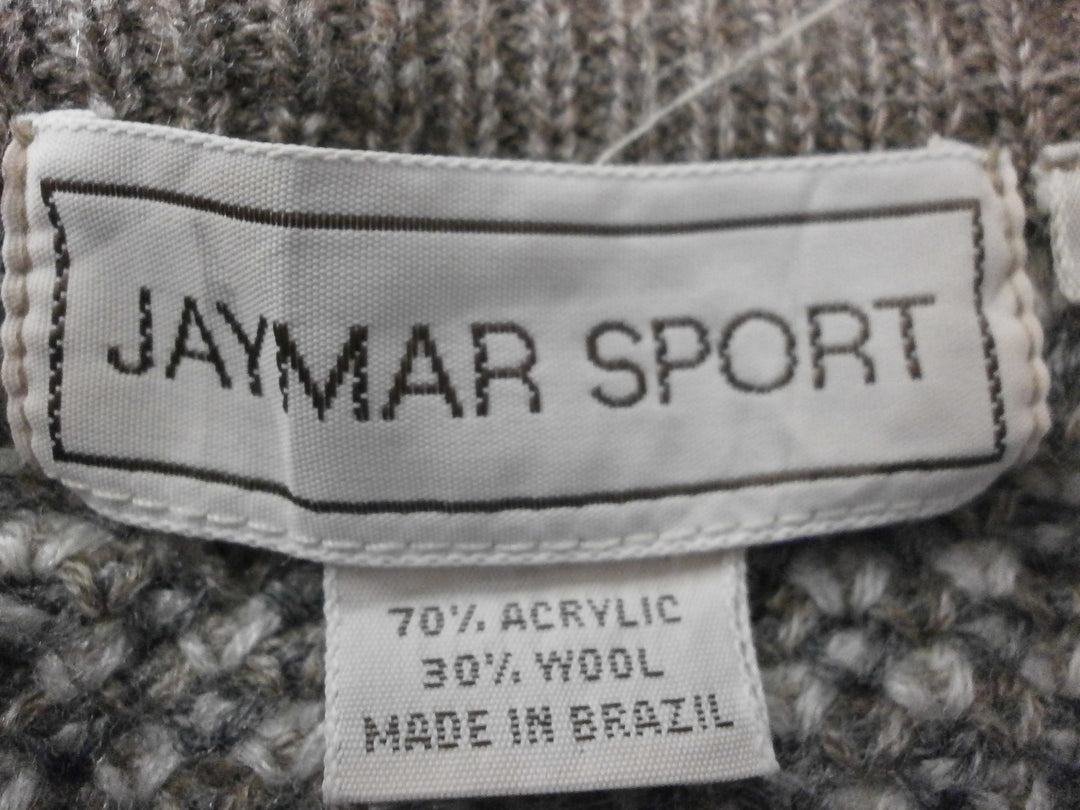 JAYMAR SPORT
70% ACRYLIC
30% WOOL
MADE IN BRAZIL